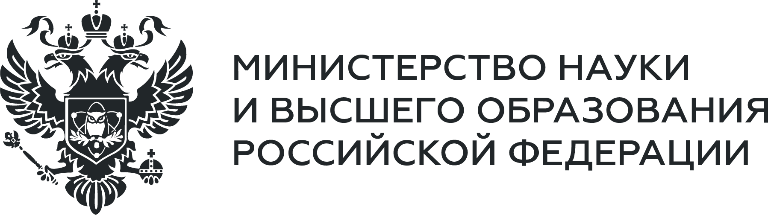 МИНИСТЕРСТВО НАУКИ
И ВЫСШЕГО ОБРАЗОВАНИЯ
РОССИЙСКОЙ ФЕДЕРАЦИИ